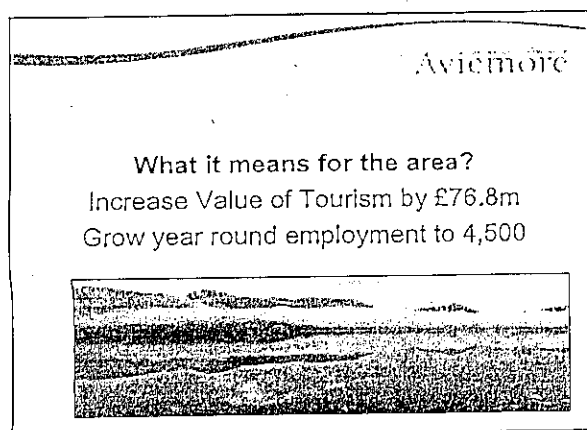 Aviemore
What it means for the area?
Increase Value of Tourism by £76.8m
Grow year round employment to 4,500